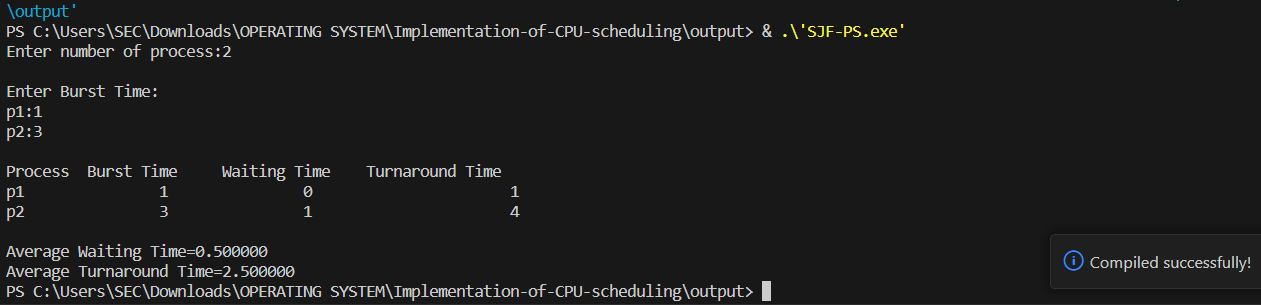 \output'
PS C:\Users\SEC\Downloads\OPERATING SYSTEM\Implementation-of-CPU-scheduling\output> & .\'SJF-PS.exe'
Enter number of process:2
Enter Burst Time:
p1:1
p2:3
Process  Burst Time     Waiting Time    Turnaround Time
p1               1               0                      1
p2               3               1                      4
Average Waiting Time=0.500000
Average Turnaround Time=2.500000
PS C:\Users\SEC\Downloads\OPERATING SYSTEM\Implementation-of-CPU-scheduling\output>
Compiled successfully!